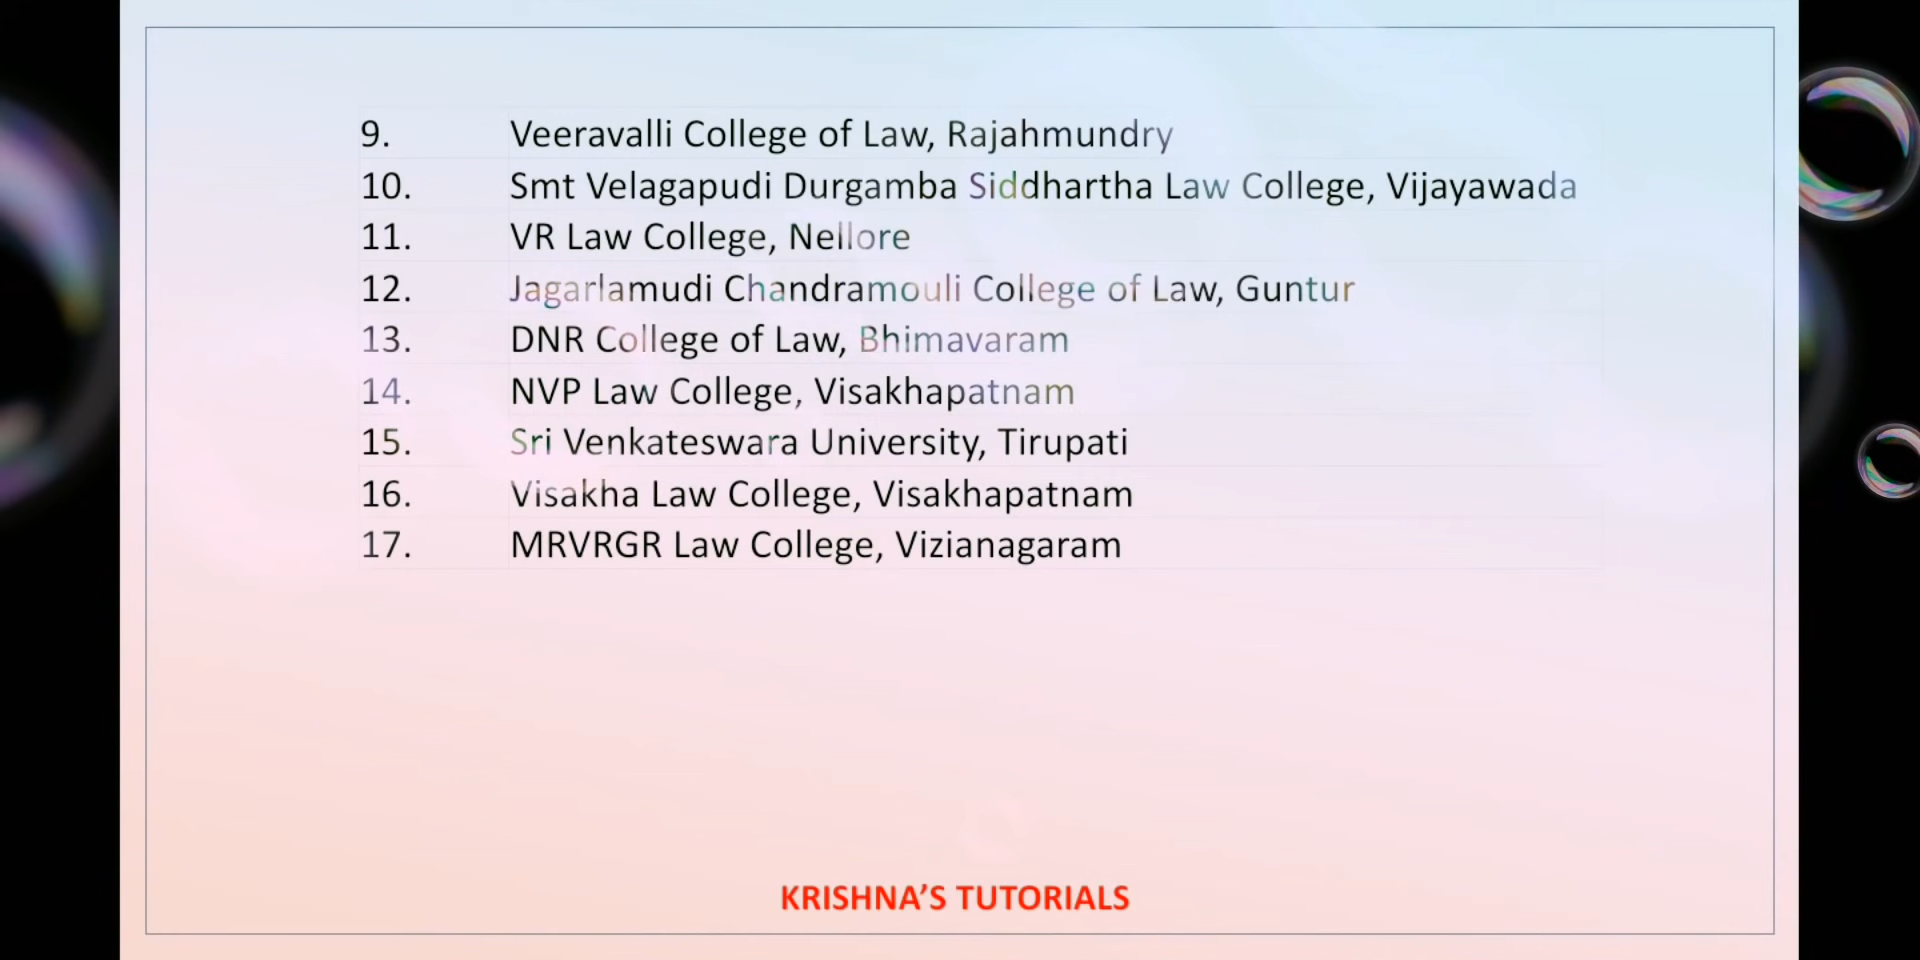 9. Veeravalli College of Law, Rajahmundry
10. Smt Velagapudi Durgamba Siddhartha Law College, Vijayawada
11. VR Law College, Nellore
12. Jagarlamudi Chandramouli College of Law, Guntur
13. DNR College of Law, Bhimavaram
14. NVP Law College, Visakhapatnam
15. Sri Venkateswara University, Tirupati
16. Visakha Law College, Visakhapatnam
17. MRVRGR Law College, Vizianagaram
KRISHNA’S TUTORIALS